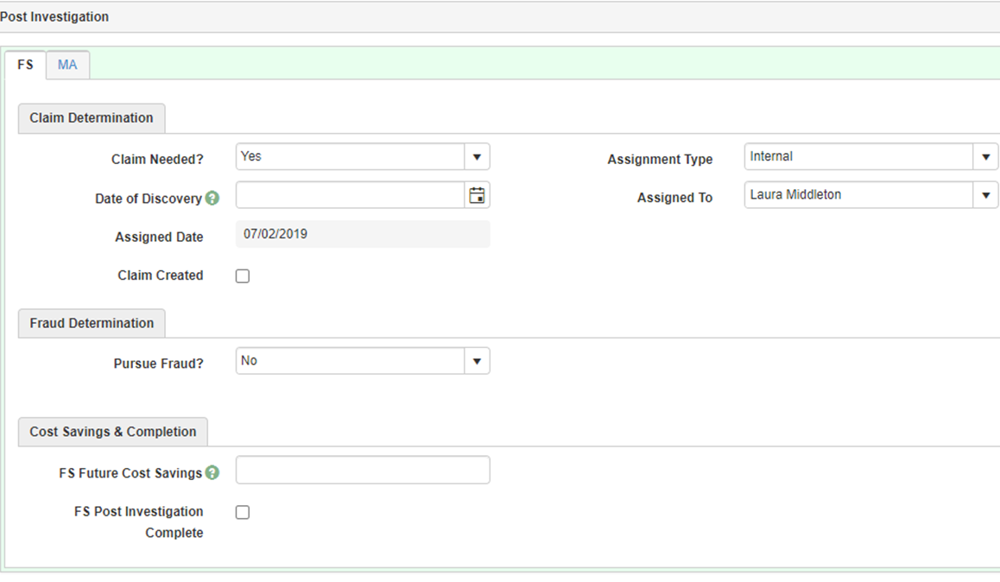 Post Investigation
FS MA
Claim Determination
Claim Needed? Yes Assignment Type Internal
Date of Discovery ? Assigned To Laura Middleton
Assigned Date 07/02/2019
Claim Created
Fraud Determination
Pursue Fraud? No
Cost Savings & Completion
FS Future Cost Savings ?
FS Post Investigation
Complete